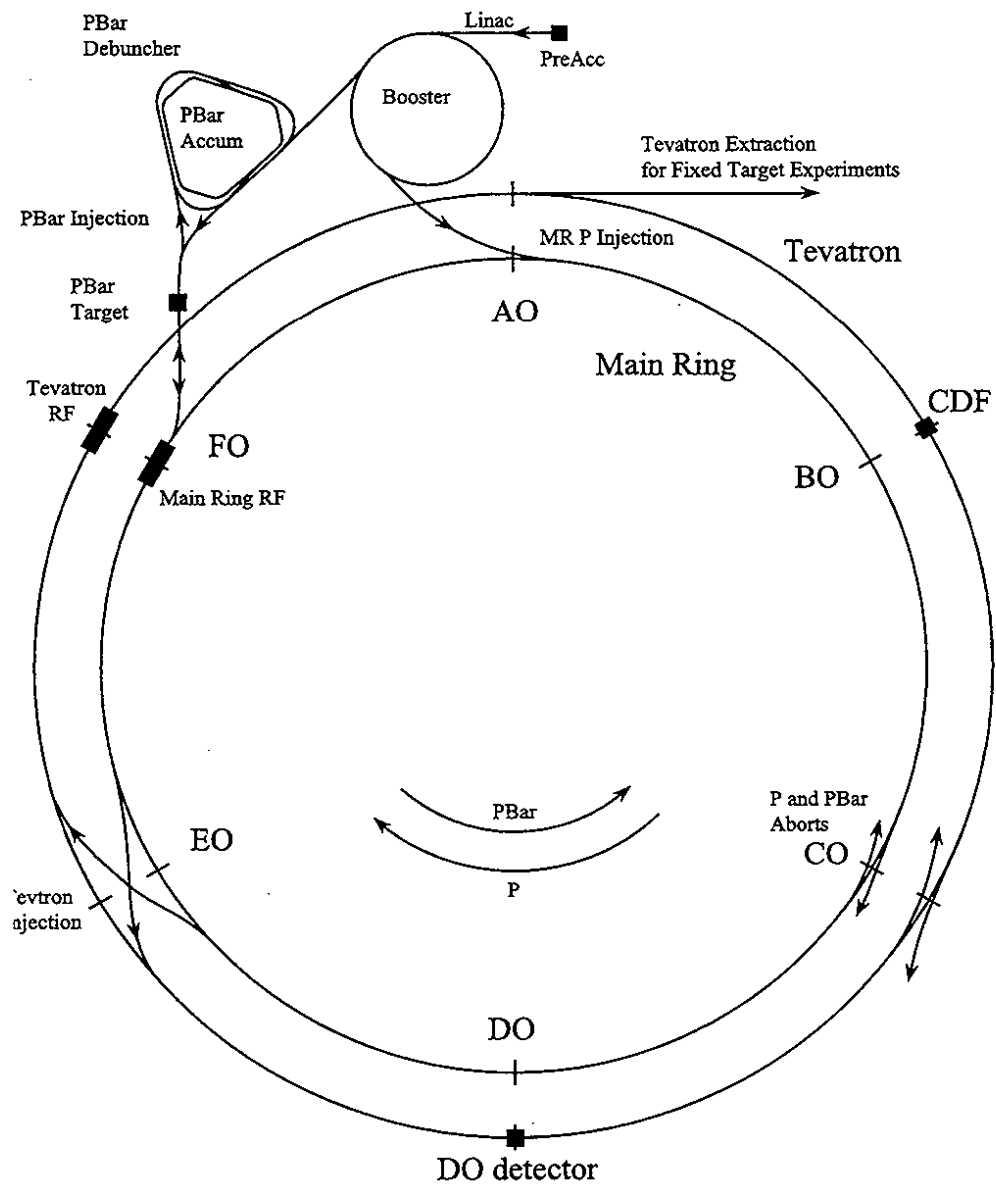 PBar
Debuncher
Linac
PreAcc
Booster
PBar
Accum
Tevatron Extraction
for Fixed Target Experiments
PBar Injection
MR P Injection
Tevatron
PBar
Target
AO
Main Ring
Tevatron
RF
CDF
FO
BO
Main Ring RF
PBar
P and PBar
Aborts
EO
CO
P
evtron
njection
DO
DO detector